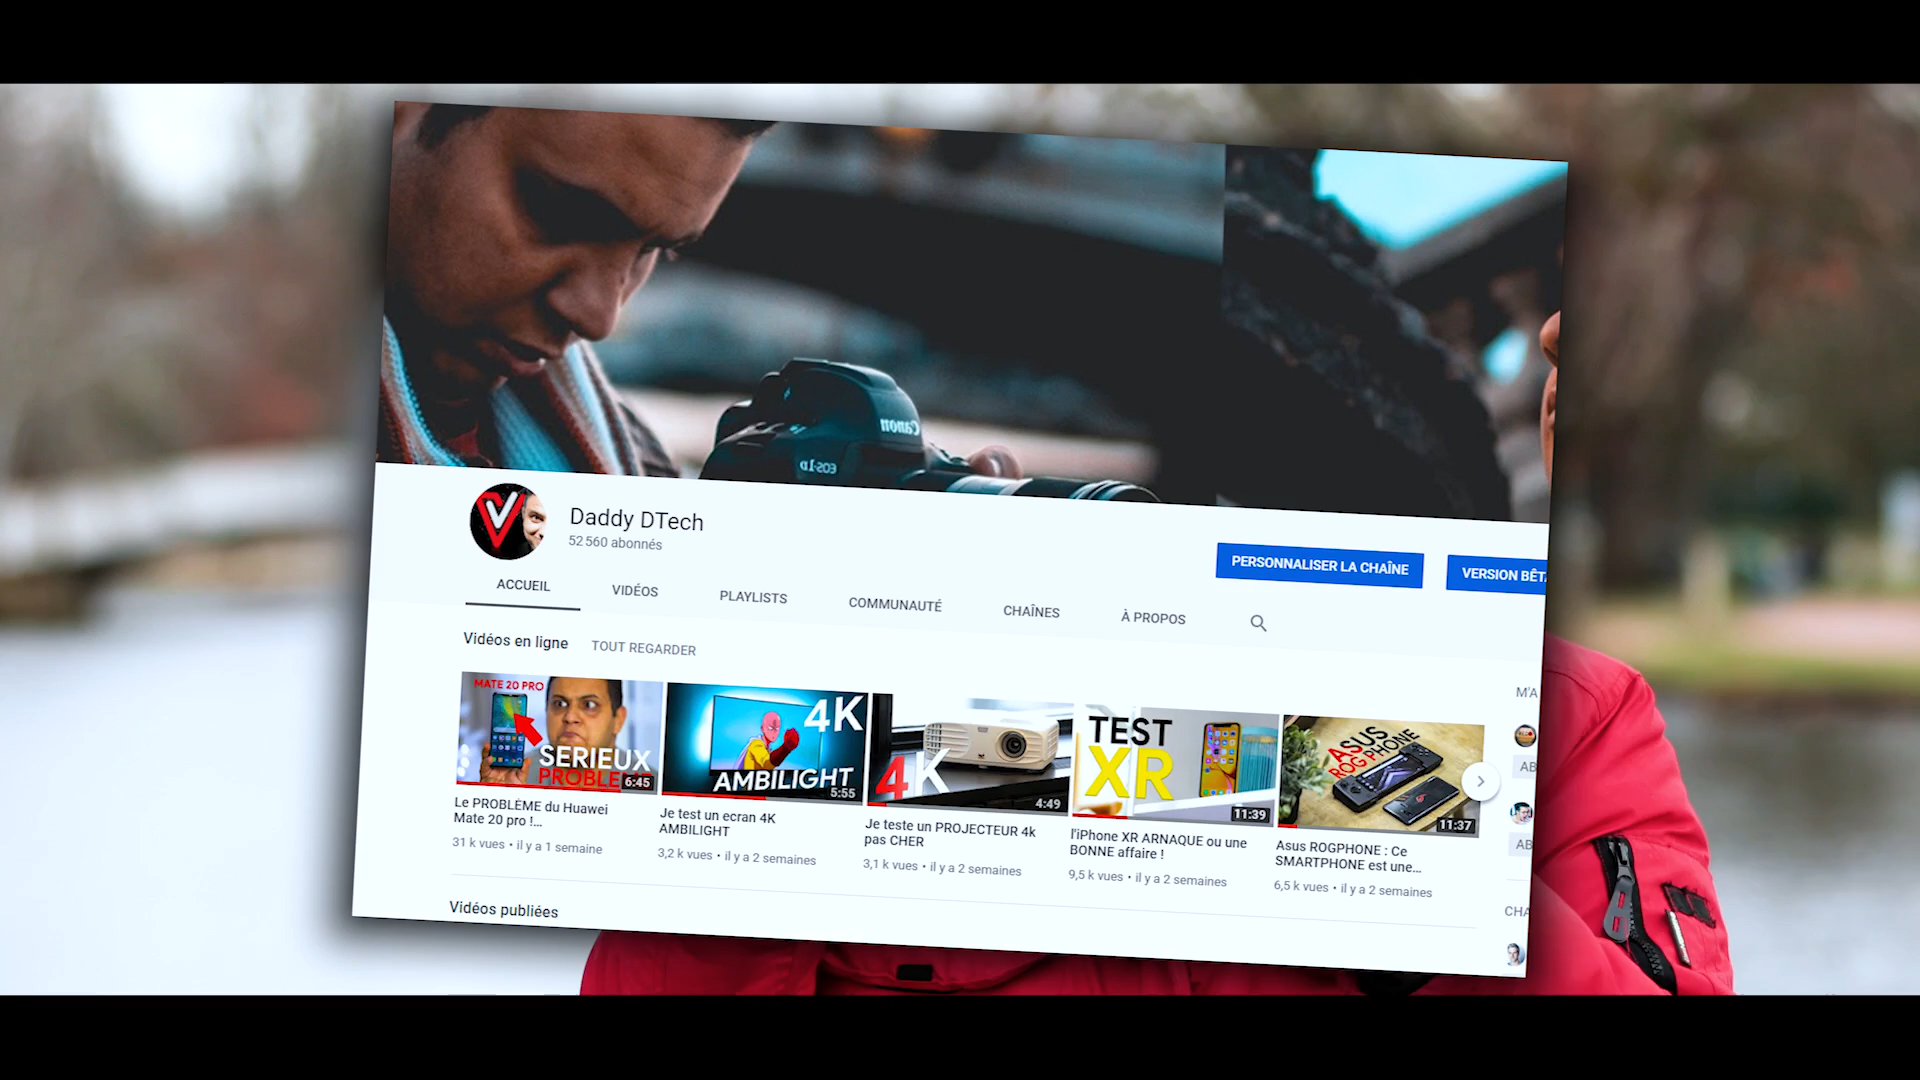 Canon
EOS-1D
Daddy DTech
52 560 abonnés
PERSONNALISER LA CHAÎNE
VERSION BÊT
ACCUEIL
VIDÉOS
PLAYLISTS
COMMUNAUTÉ
CHAÎNES
À PROPOS
Vidéos en ligne
TOUT REGARDER
M'A
MATE 20 PRO
SERIEUX
PROBLE
6:45
Le PROBLÈME du Huawei
Mate 20 pro !...
31 k vues • il y a 1 semaine
4K
AMBILIGHT
5:55
Je test un ecran 4K
AMBILIGHT
3,2 k vues • il y a 2 semaines
4K
4:49
Je teste un PROJECTEUR 4k
pas CHER
3,1 k vues • il y a 2 semaines
TEST
XR
11:39
l'iPhone XR ARNAQUE ou une
BONNE affaire !
9,5 k vues • il y a 2 semaines
ASUS
ROG PHONE
11:37
Asus ROGPHONE : Ce
SMARTPHONE est une...
6,5 k vues • il y a 2 semaines
AB
AB
CHA
Vidéos publiées